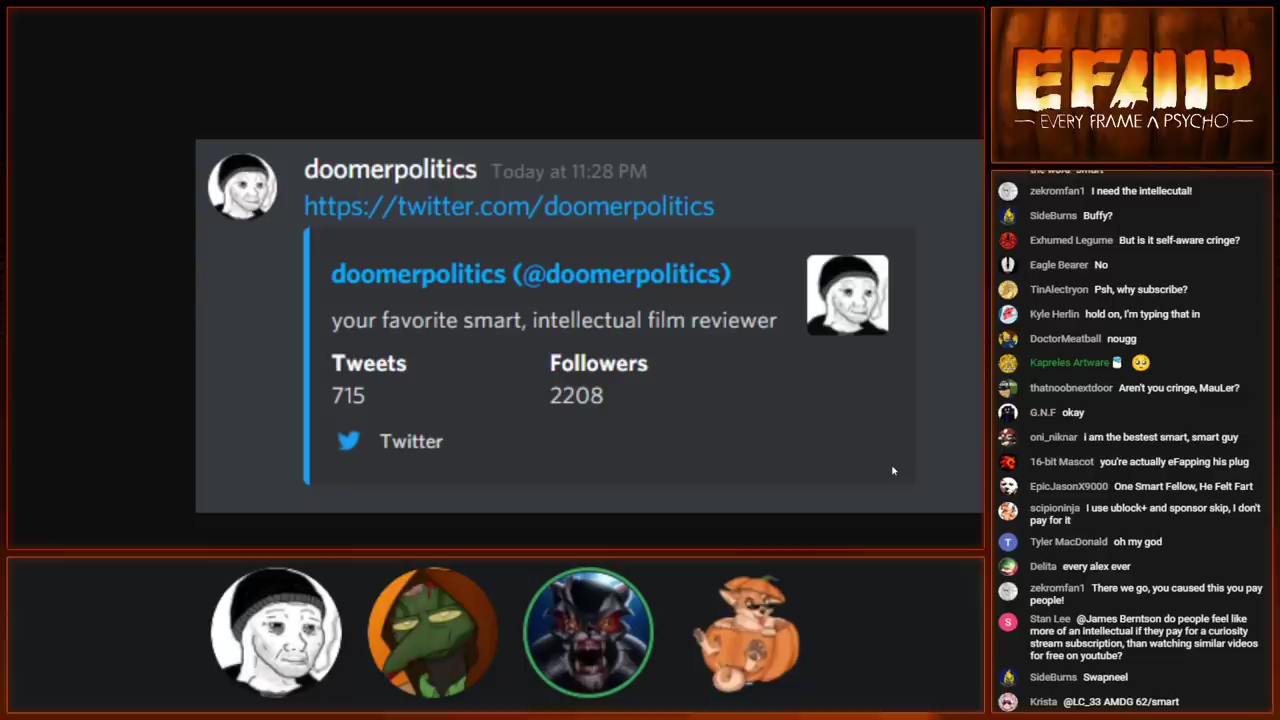 doomerpolitics Today at 11:28 PM
https://twitter.com/doomerpolitics
doomerpolitics (@doomerpolitics)
your favorite smart, intellectual film reviewer
Tweets Followers
715 2208
Twitter
EFAP
EVERY FRAME A PSYCHO
zekromfan1 I need the intellecutal!
SideBurns Buffy?
Exhumed Legume But is it self-aware cringe?
Eagle Bearer No
TinAlectryon Psh, why subscribe?
Kyle Herlin hold on, I'm typing that in
DoctorMeatball nougg
Kapreles Artware
thatnoobnextdoor Aren't you cringe, MauLer?
G.N.F okay
oni_niknar i am the bestest smart, smart guy
16-bit Mascot you're actually eFapping his plug
EpicJasonX9000 One Smart Fellow, He Felt Fart
scipioninja I use ublock+ and sponsor skip, I don't
pay for it
Tyler MacDonald oh my god
Delita every alex ever
zekromfan1 There we go, you caused this you pay
people!
Stan Lee @James Berntson do people feel like
more of an intellectual if they pay for a curiosity
stream subscription, than watching similar videos
for free on youtube?
SideBurns Swapneel
Krista @LC_33 AMDG 62/smart